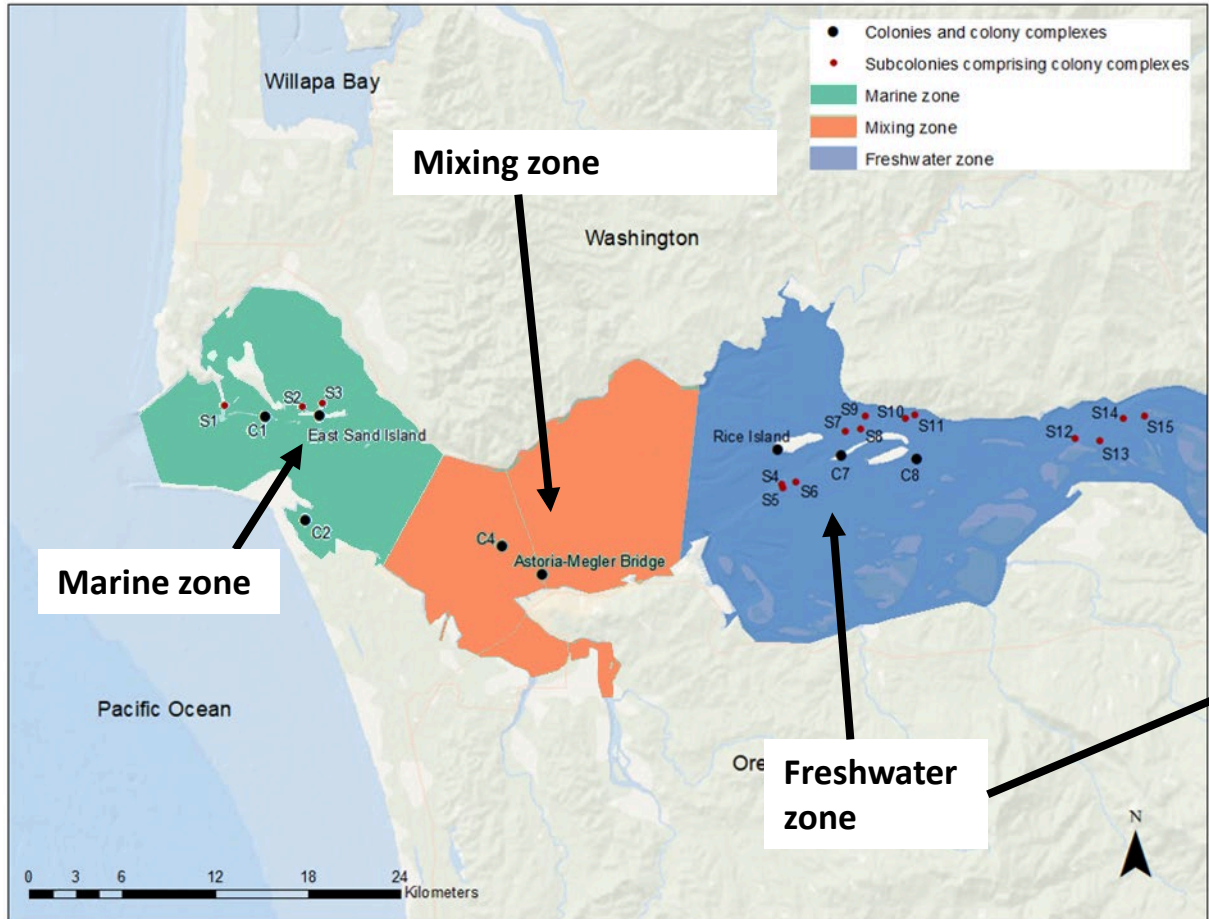 Colonies and colony complexes
Subcolonies comprising colony complexes
Marine zone
Mixing zone
Freshwater zone
Willapa Bay
Mixing zone
Washington
S1
C1
S2
S3
East Sand Island
C2
Marine zone
C4
Astoria-Megler Bridge
Rice Island
S4
S5
S6
S7
S8
S9
S10
S11
C7
C8
S12
S13
S14
S15
Pacific Ocean
Ore
Freshwater
zone
N
0 3 6 12 18 24
Kilometers